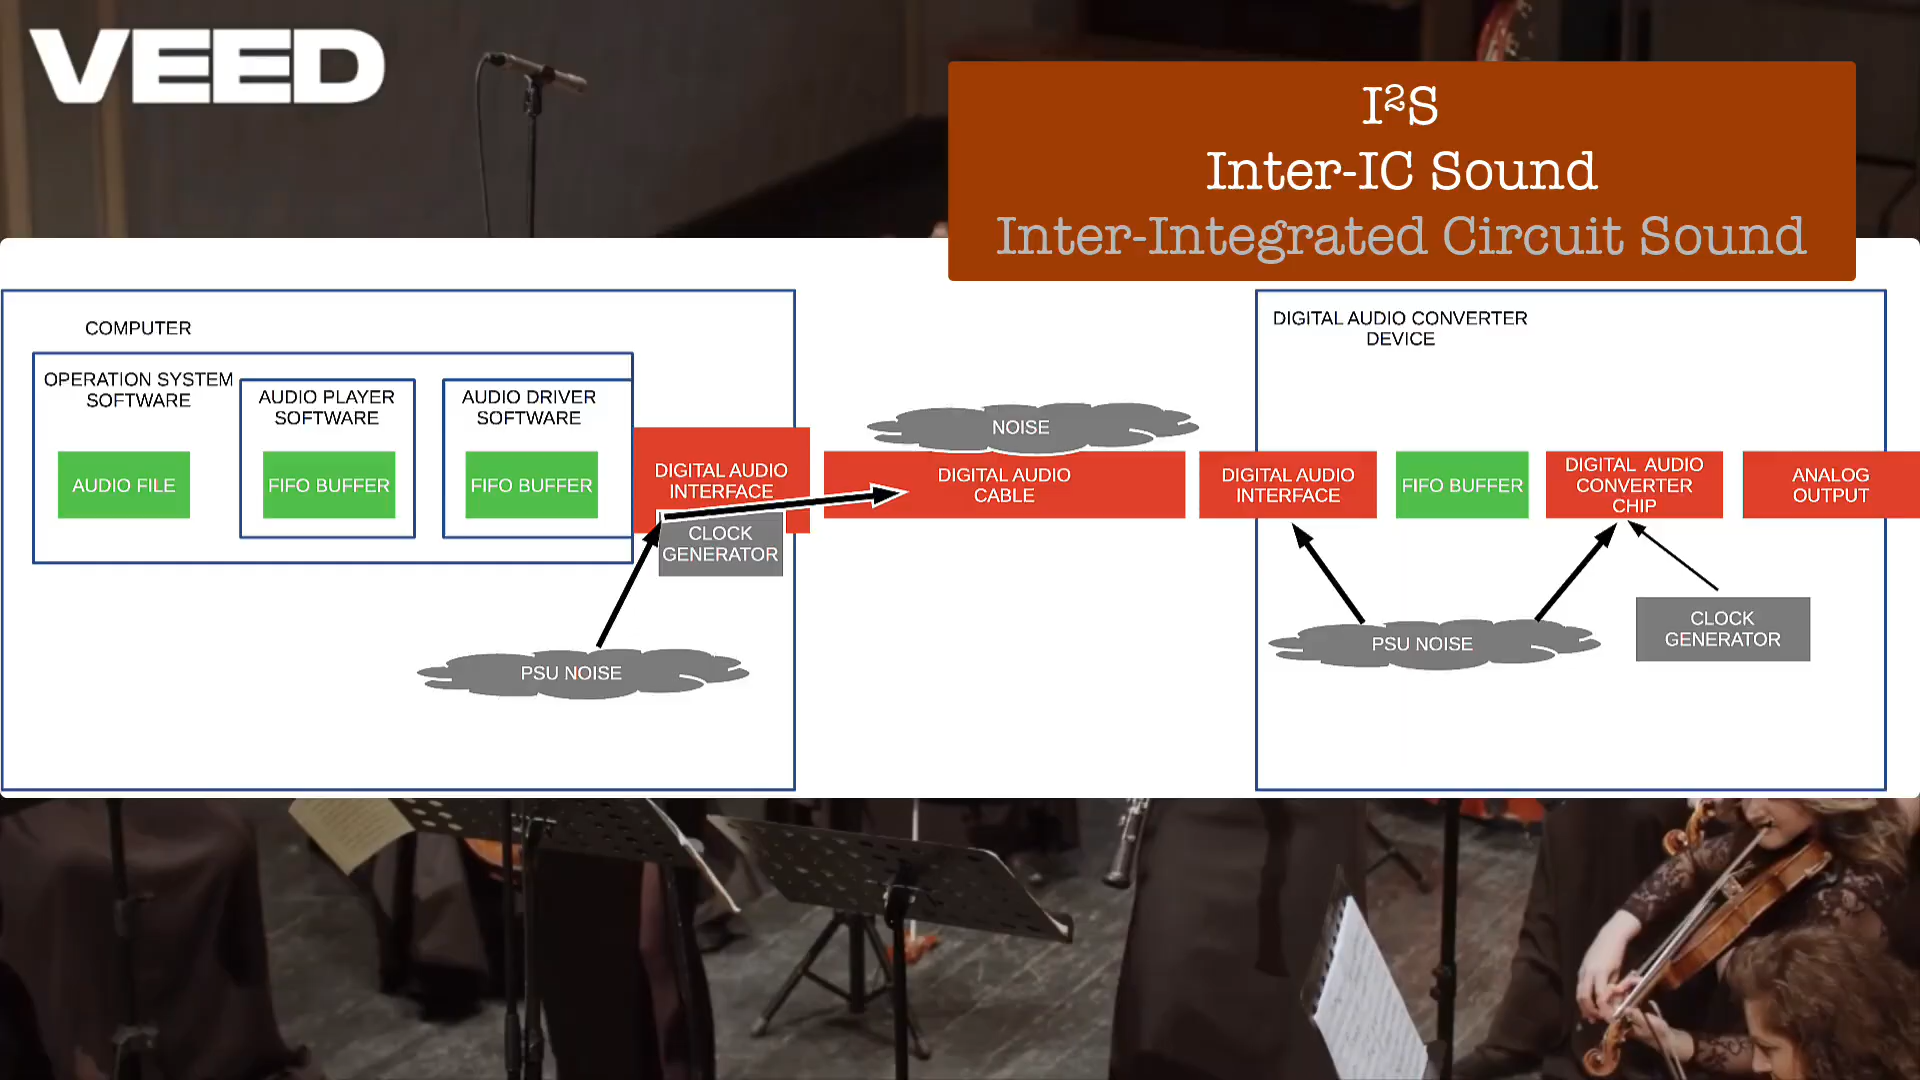 VEED
I²S
Inter-IC Sound
Inter-Integrated Circuit Sound
COMPUTER
OPERATION SYSTEM
SOFTWARE
AUDIO PLAYER
SOFTWARE
AUDIO DRIVER
SOFTWARE
AUDIO FILE
FIFO BUFFER
FIFO BUFFER
DIGITAL AUDIO
INTERFACE
CLOCK
GENERATOR
PSU NOISE
NOISE
DIGITAL AUDIO
CABLE
DIGITAL AUDIO CONVERTER
DEVICE
DIGITAL AUDIO
INTERFACE
FIFO BUFFER
DIGITAL AUDIO
CONVERTER
CHIP
ANALOG
OUTPUT
PSU NOISE
CLOCK
GENERATOR